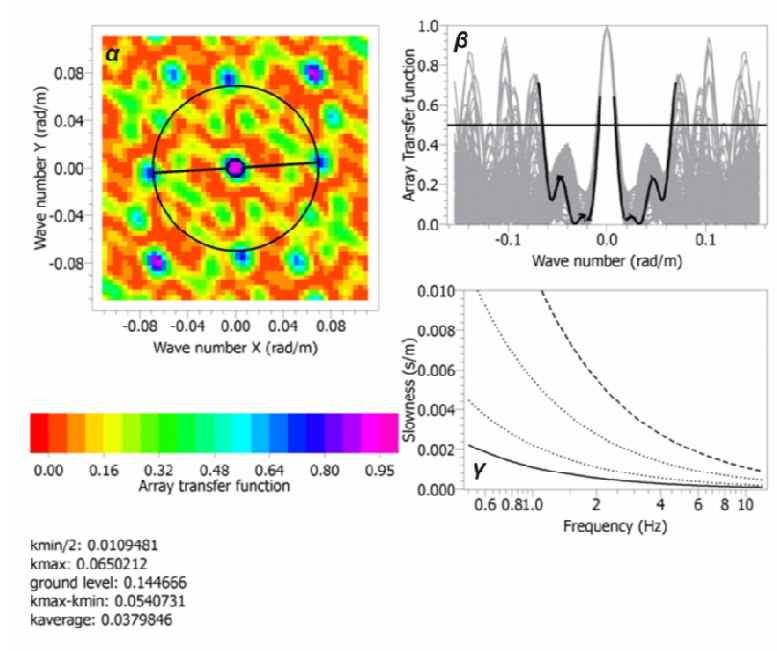 α
0.08
0.04
0.00
-0.04
-0.08
Wave number Y (rad/m)
-0.08 -0.04 0.00 0.04 0.08
Wave number X (rad/m)
β
1.0
0.8
0.6
0.4
0.2
0.0
Array Transfer function
-0.1 0.0 0.1
Wave number (rad/m)
0.010
0.008
0.006
0.004
0.002
0.000
Slowness (s/m)
γ
0.6 0.8 1.0 2 4 6 8 10
Frequency (Hz)
0.00 0.16 0.32 0.48 0.64 0.80 0.95
Array transfer function
kmin/2: 0.0109481
kmax: 0.0650212
ground level: 0.144666
kmax-kmin: 0.0540731
kaverage: 0.0379846